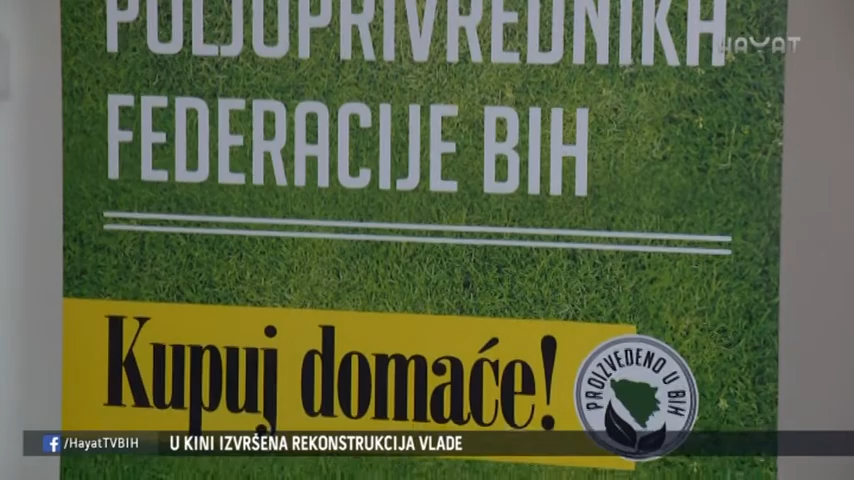 POLJOPRIVREDNIKA
HAYAT
FEDERACIJE BIH
Kupuj domaće!
PROIZVEDENO U BIH
/HayatTVBIH
U KINI IZVRŠENA REKONSTRUKCIJA VLADE